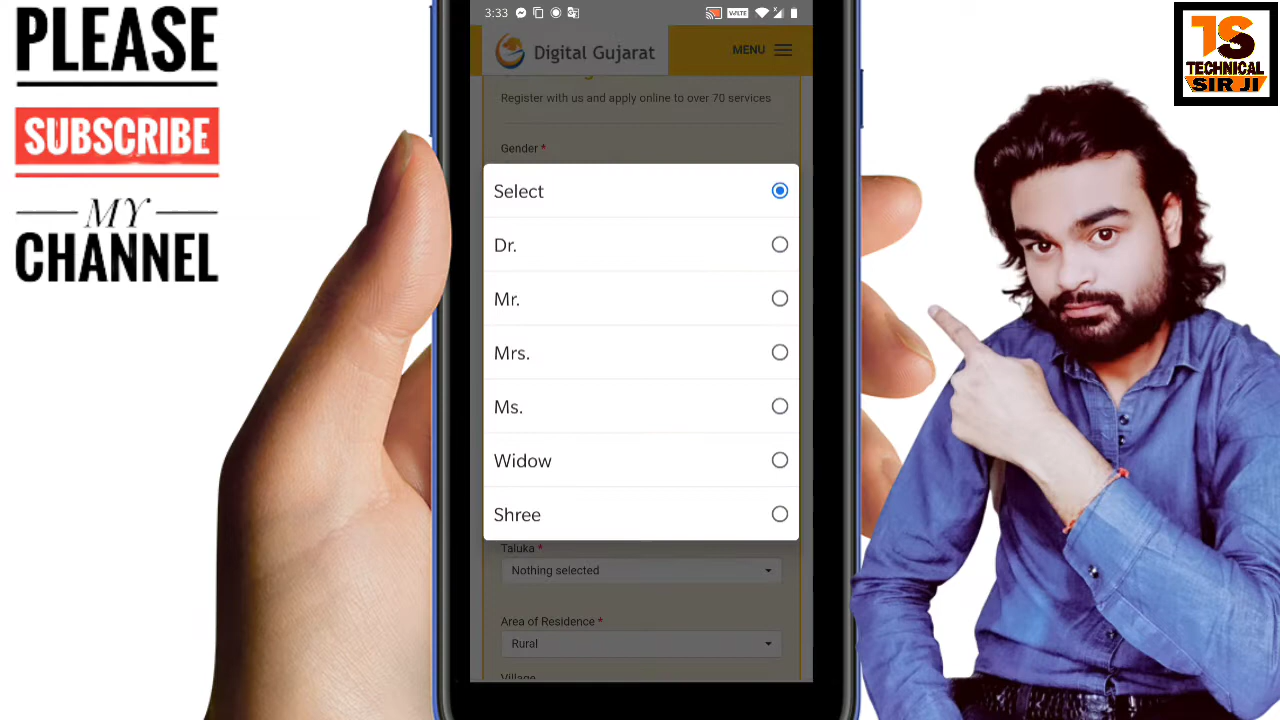 PLEASE
SUBSCRIBE
MY
CHANNEL
3:33
VoLTE
Digital Gujarat
MENU
Register with us and apply online to over 70 services
Gender *
Select
Dr.
Mr.
Mrs.
Ms.
Widow
Shree
Taluka *
Nothing selected
Area of Residence *
Rural
Village
TS
TECHNICAL
SIR JI